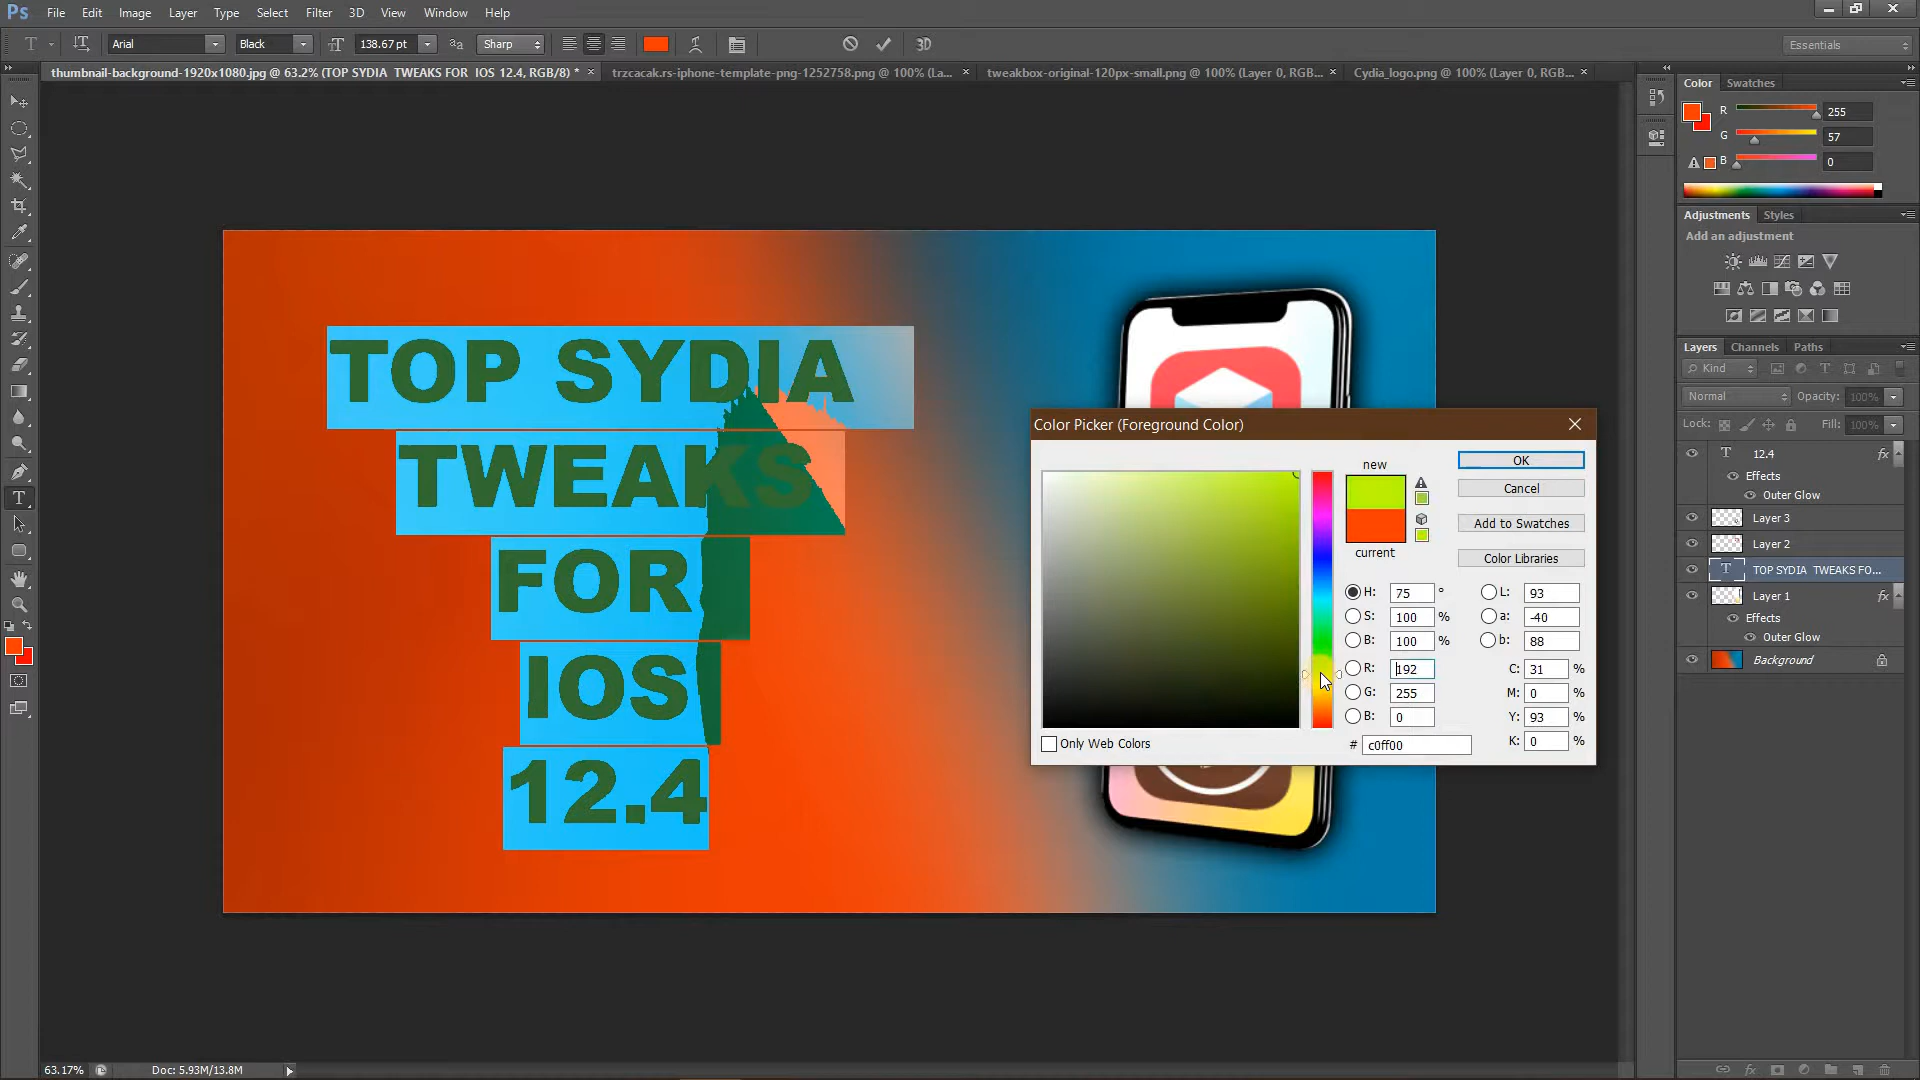 Ps File Edit Image Layer Type Select Filter 3D View Window Help
T Arial Black 138.67 pt aa Sharp 3D Essentials
thumbnail-background-1920x1080.jpg @ 63.2% (TOP SYDIA  TWEAKS FOR  IOS 12.4, RGB/8) * × trzcacak.rs-iphone-template-png-1252758.png @ 100% (La... × tweakbox-original-120px-small.png @ 100% (Layer 0, RGB... × Cydia_logo.png @ 100% (Layer 0, RGB... ×
Color Swatches
R 255
G 57
B 0
Adjustments Styles
Add an adjustment
Layers Channels Paths
Kind
Normal Opacity: 100%
Lock: Fill: 100%
T 12.4 fx
Effects
Outer Glow
Layer 3
Layer 2
T TOP SYDIA  TWEAKS FO...
Layer 1 fx
Effects
Outer Glow
Background
TOP SYDIA
TWEAKS
FOR
IOS
12.4
Color Picker (Foreground Color)
new
current
OK
Cancel
Add to Swatches
Color Libraries
H: 75 ° L: 93
S: 100 % a: -40
B: 100 % b: 88
R: 192 C: 31 %
G: 255 M: 0 %
B: 0 Y: 93 %
# c0ff00 K: 0 %
Only Web Colors
63.17% Doc: 5.93M/13.8M